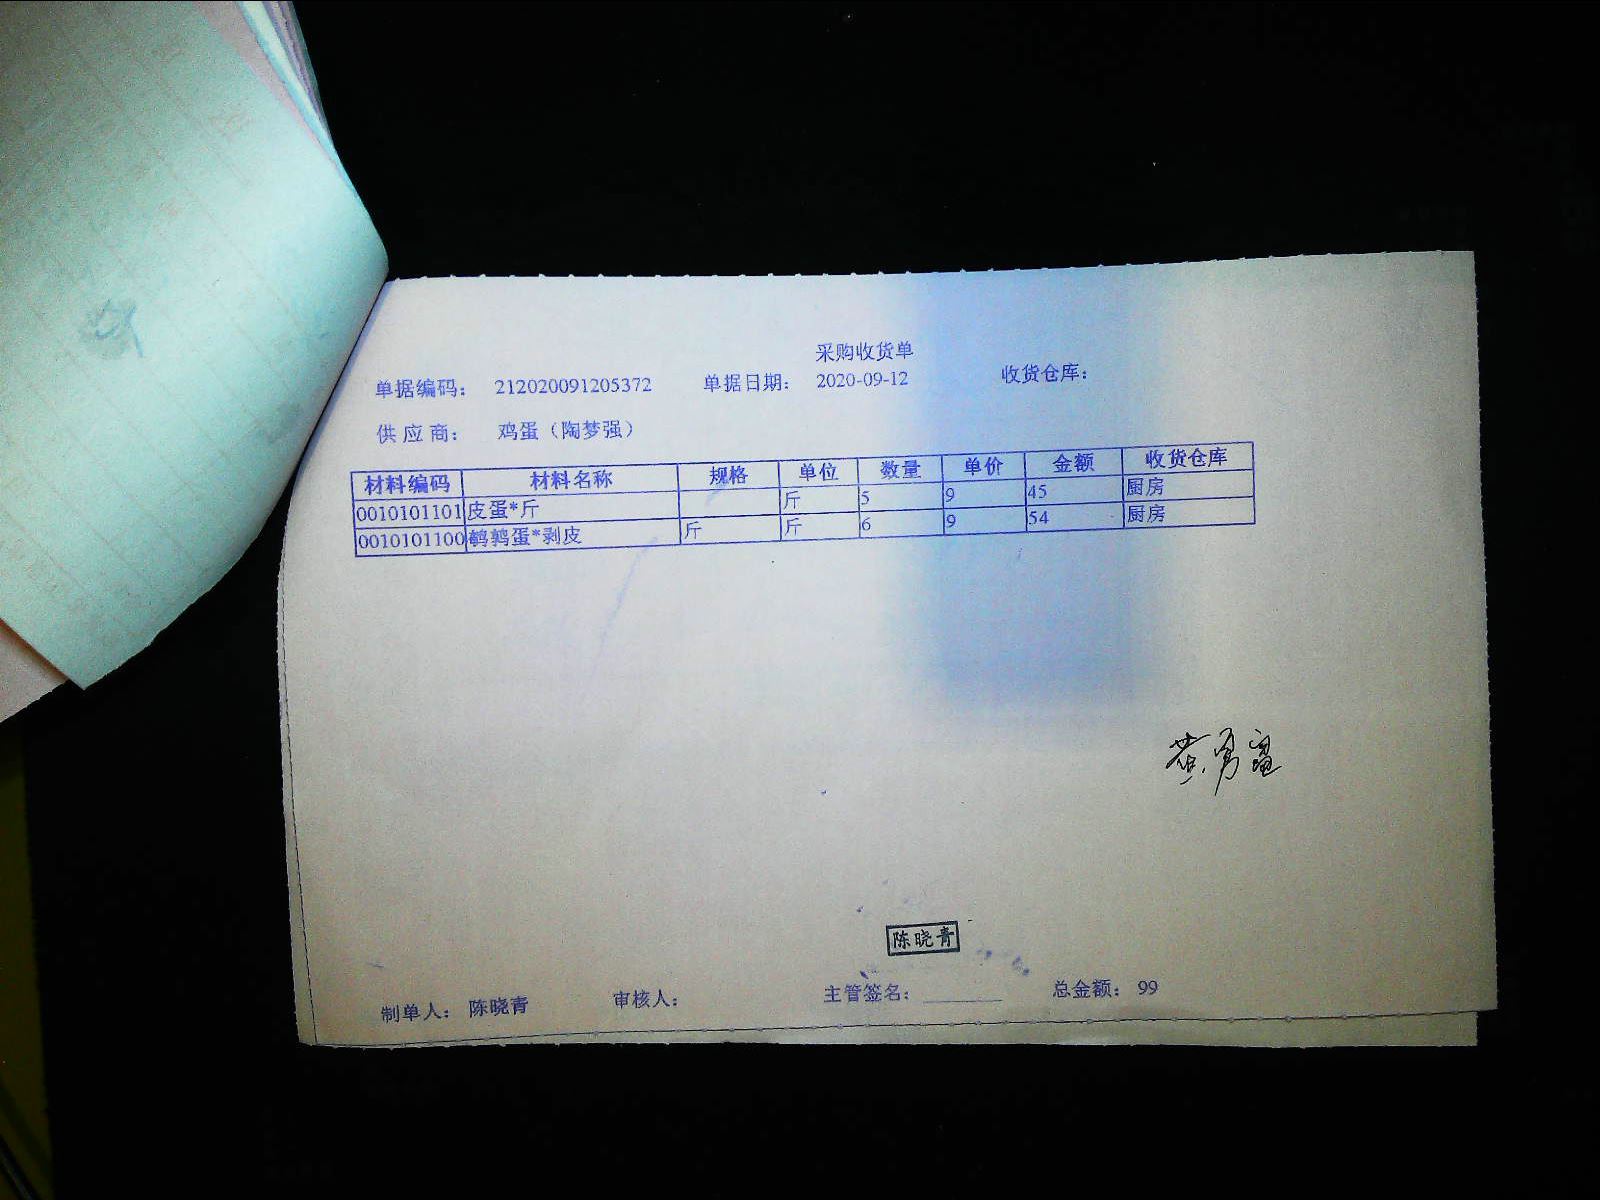 采购收货单
单据编码： 212020091205372 单据日期： 2020-09-12 收货仓库：
供应商： 鸡蛋（陶梦强）
材料编码 材料名称 规格 单位 数量 单价 金额 收货仓库
0010101101 皮蛋*斤 斤 5 9 45 厨房
0010101100 鹌鹑蛋*剥皮 斤 斤 6 9 54 厨房
陈晓青
制单人： 陈晓青 审核人： 主管签名： 总金额： 99